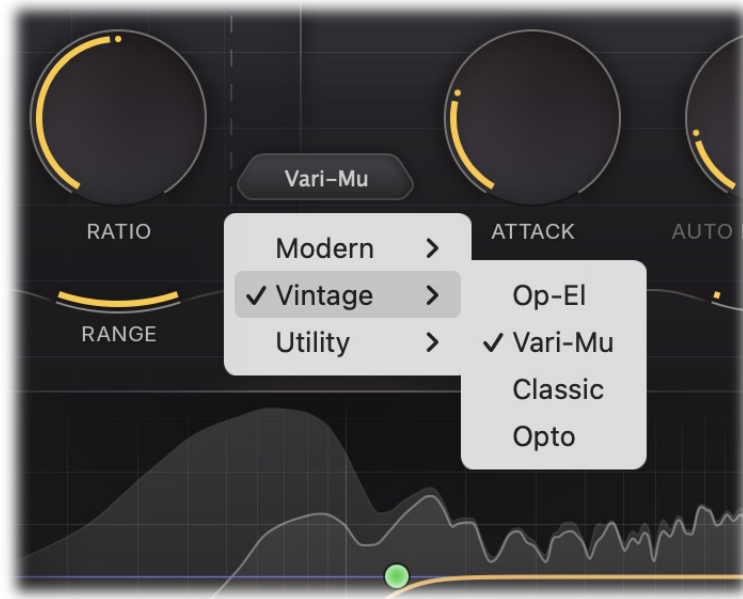 Vari-Mu
RATIO
ATTACK
AUTO
Modern
✓ Vintage
Utility
RANGE
Op-El
✓ Vari-Mu
Classic
Opto